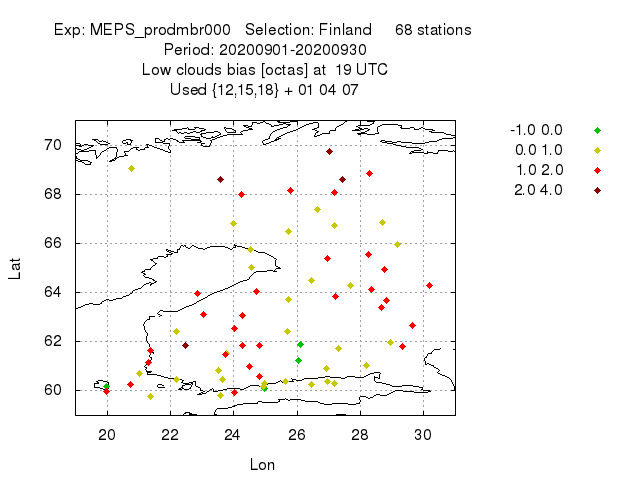 Exp: MEPS_prodmbr000 Selection: Finland 68 stations
Period: 20200901-20200930
Low clouds bias [octas] at 19 UTC
Used {12,15,18} + 01 04 07
-1.0 0.0
0.0 1.0
1.0 2.0
2.0 4.0
70
68
66
64
62
60
Lat
20 22 24 26 28 30
Lon